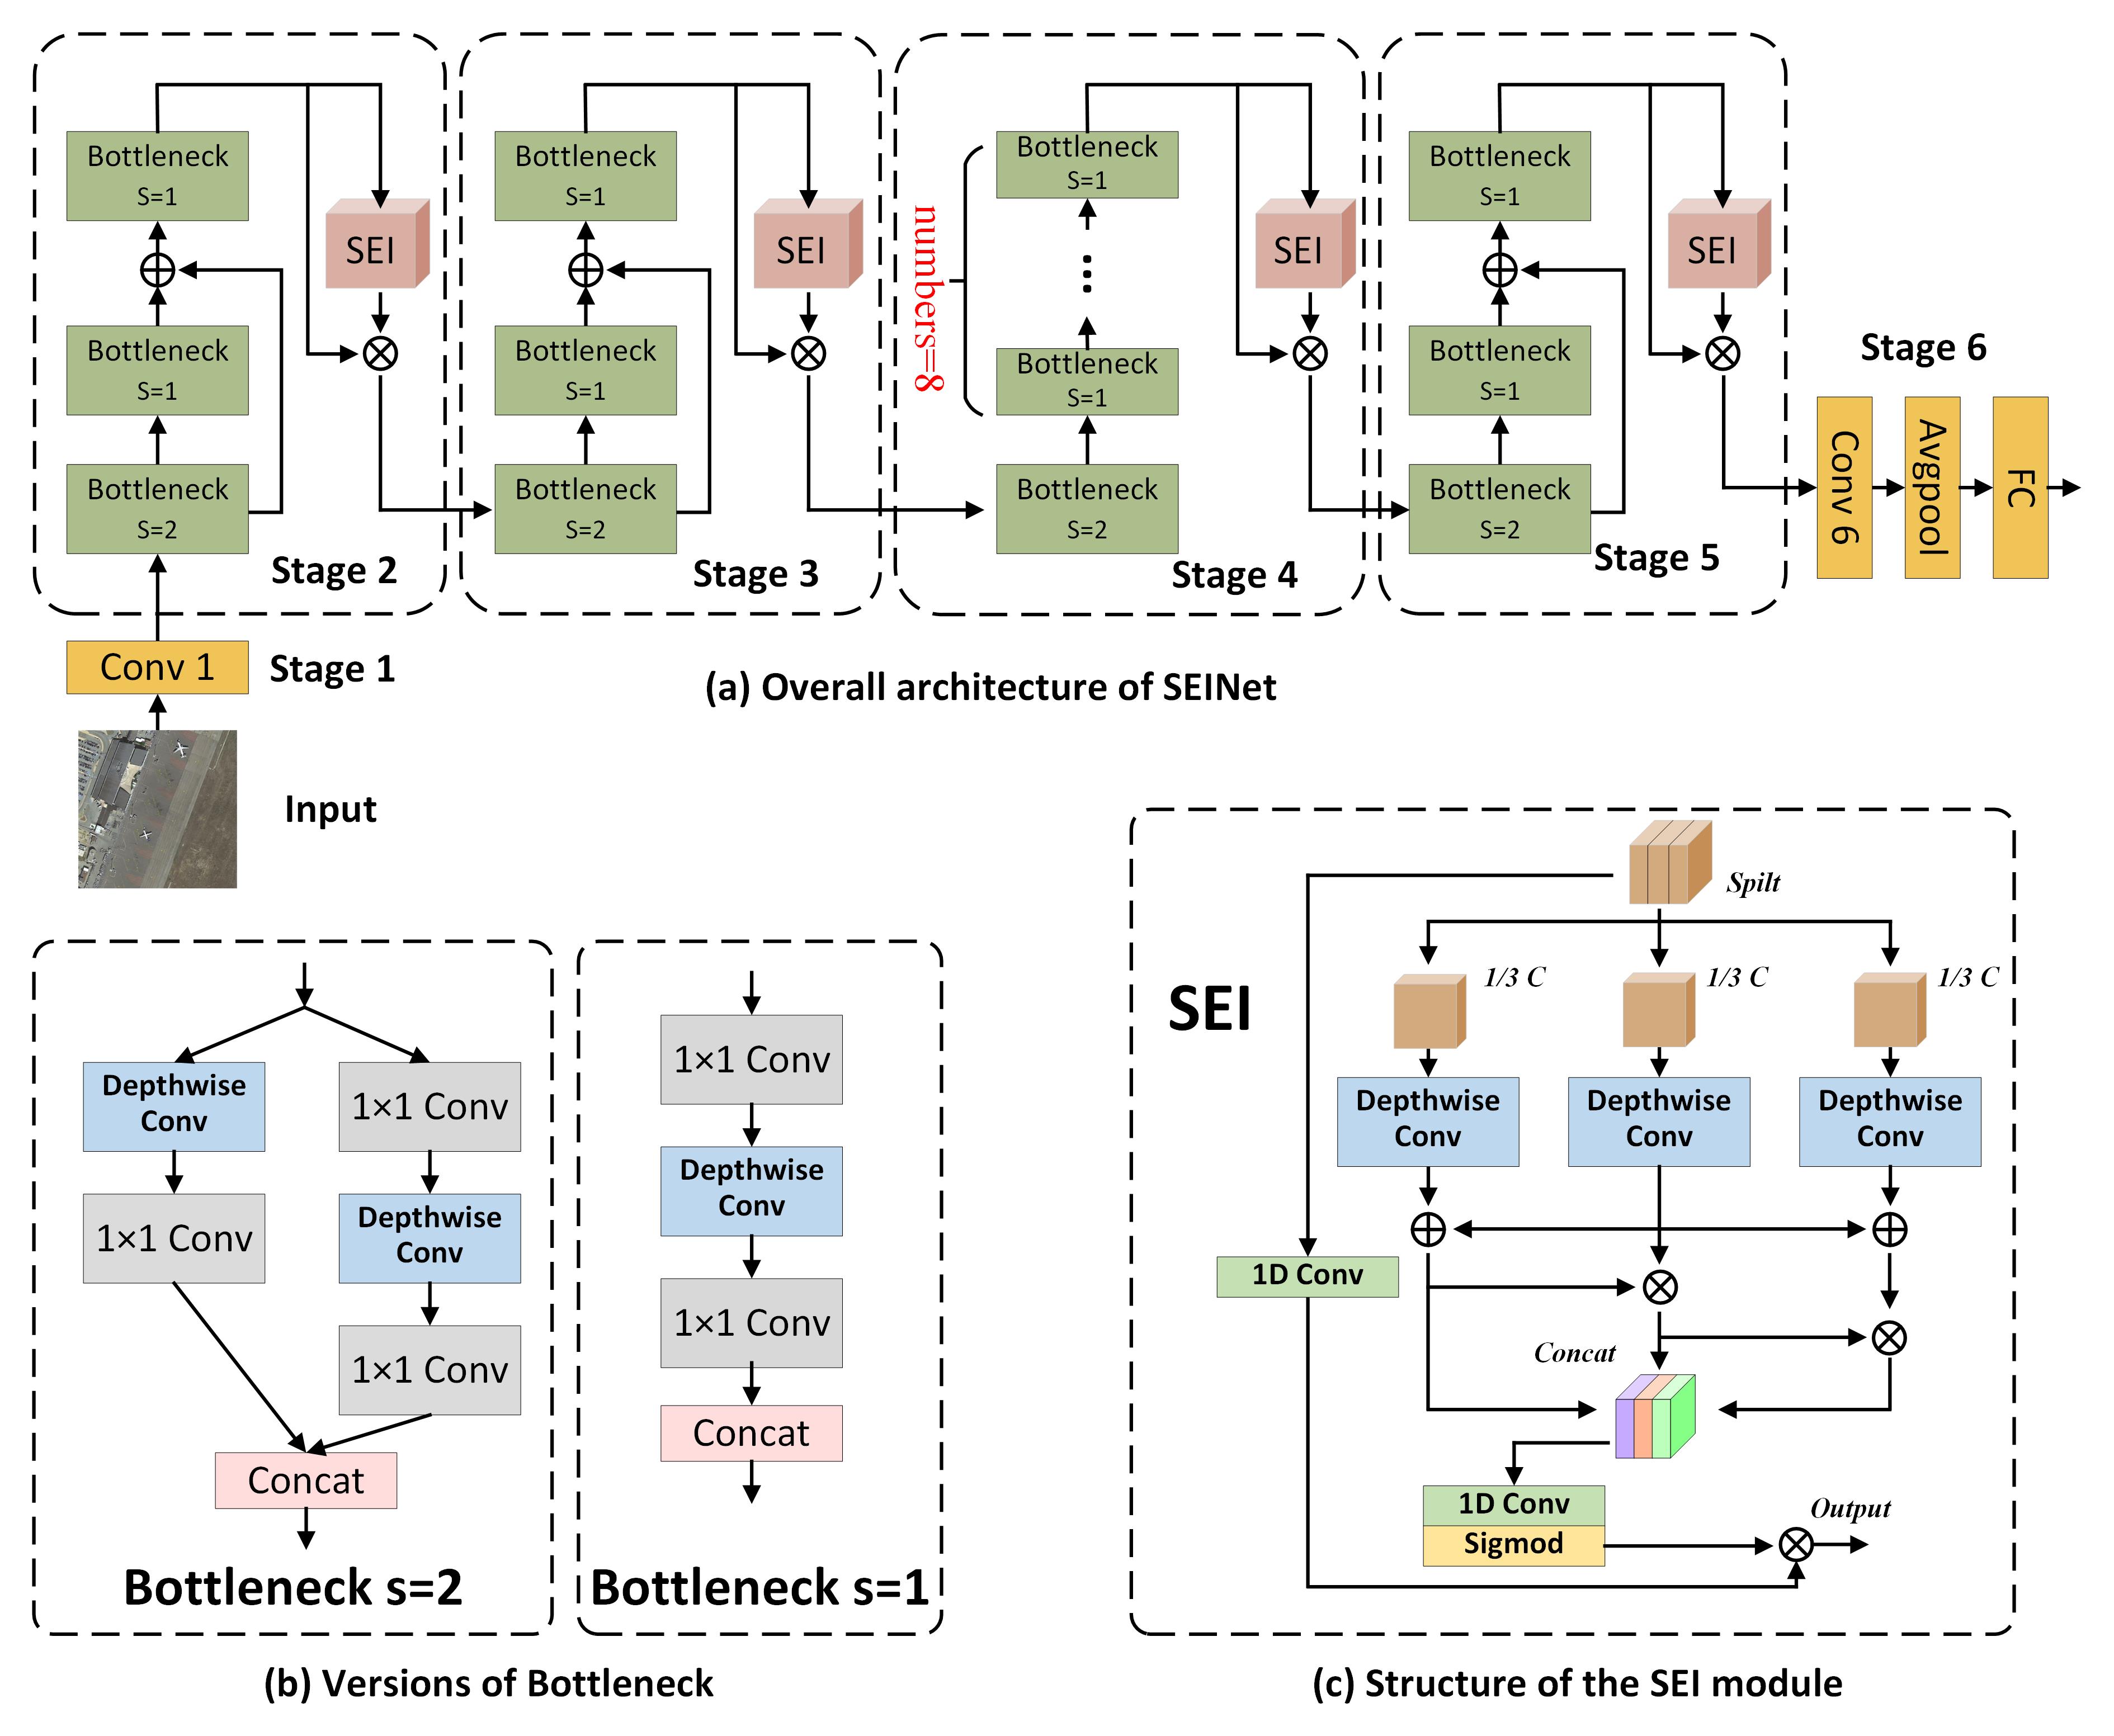 Bottleneck
S=1
SEI
Bottleneck
S=1
Bottleneck
S=2
Stage 2
Bottleneck
S=1
SEI
Bottleneck
S=1
Bottleneck
S=2
Stage 3
numbers=8
Bottleneck
S=1
SEI
Bottleneck
S=1
Bottleneck
S=2
Stage 4
Bottleneck
S=1
SEI
Bottleneck
S=1
Bottleneck
S=2
Stage 5
Stage 6
Conv 6
Avgpool
FC
Conv 1
Stage 1
(a) Overall architecture of SEINet
Input
Depthwise
Conv
1×1 Conv
1×1 Conv
Depthwise
Conv
1×1 Conv
Concat
Bottleneck s=2
1×1 Conv
Depthwise
Conv
1×1 Conv
Concat
Bottleneck s=1
(b) Versions of Bottleneck
Spilt
SEI
1/3 C
1/3 C
1/3 C
Depthwise
Conv
Depthwise
Conv
Depthwise
Conv
1D Conv
Concat
1D Conv
Sigmod
Output
(c) Structure of the SEI module